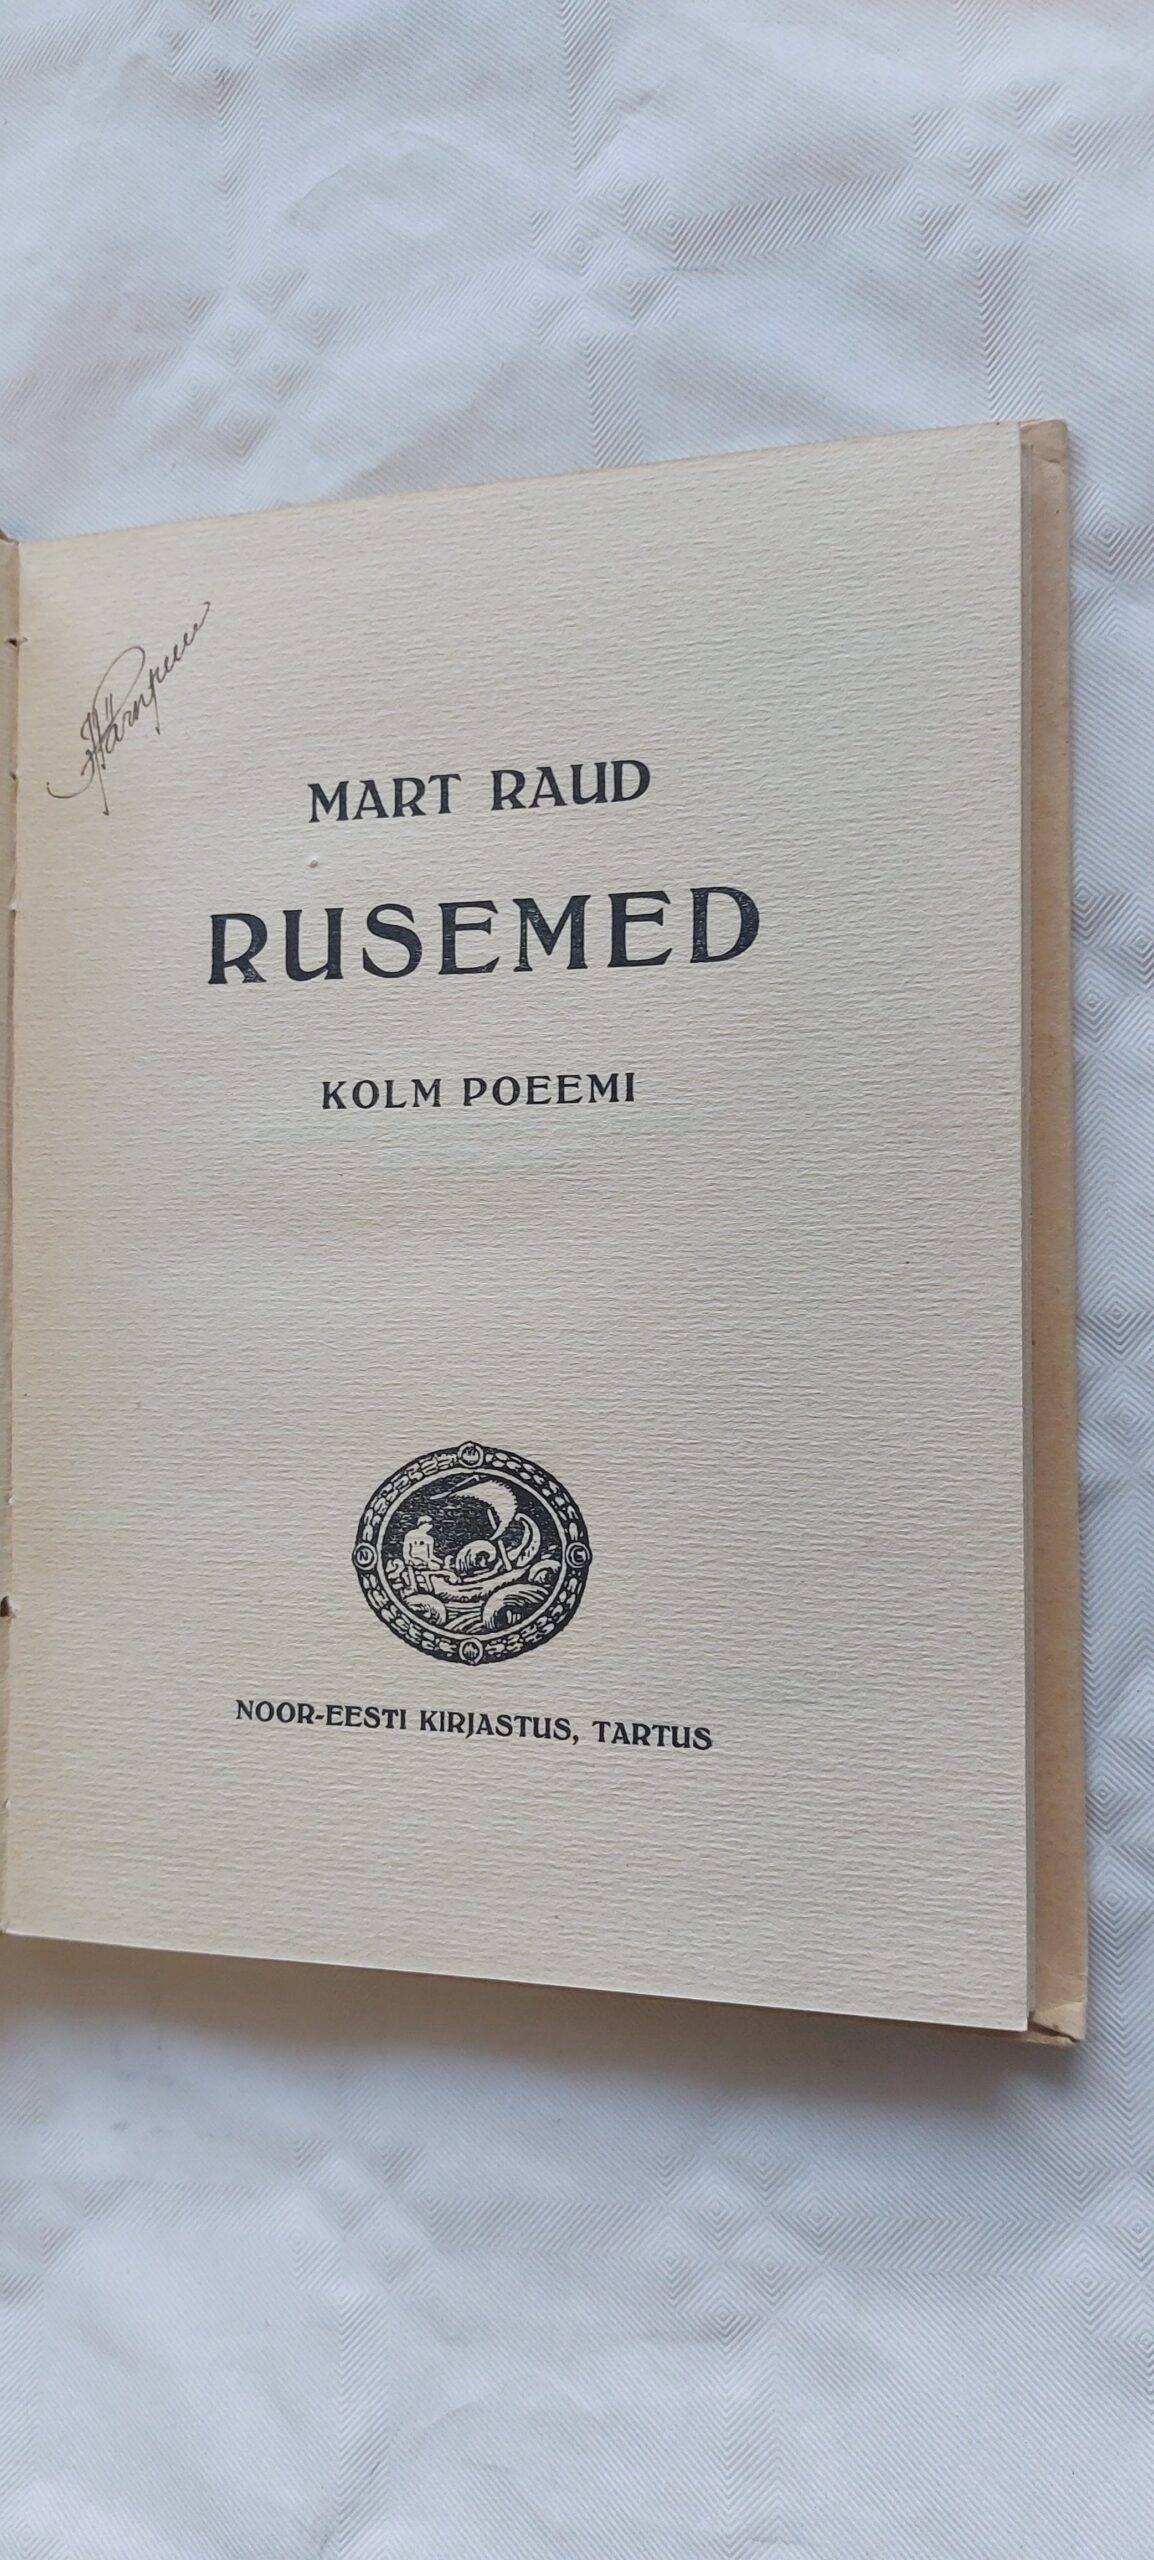 MART RAUD
RUSEMED
KOLM POEEMI
NOOR-EESTI KIRJASTUS, TARTUS